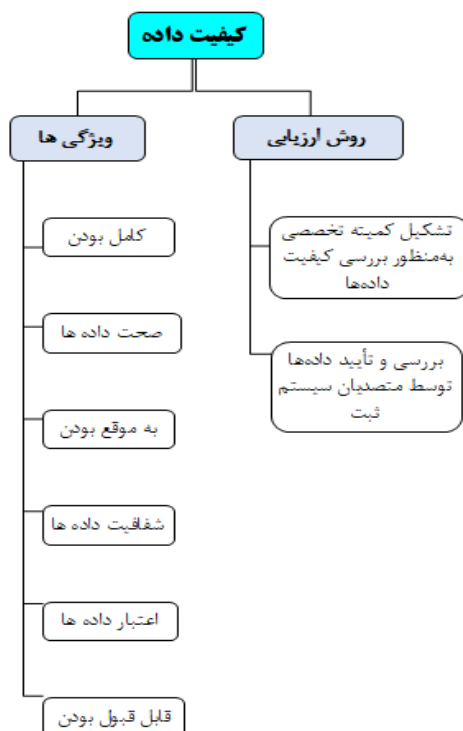 کیفیت داده
روش ارزیابی
ویژگی ها
تشکیل کمیته تخصصی
به‌منظور بررسی کیفیت
داده‌ها
بررسی و تأیید داده‌ها
توسط متصدیان سیستم
ثبت
کامل بودن
صحت داده ها
به موقع بودن
شفافیت داده ها
اعتبار داده ها
قابل قبول بودن